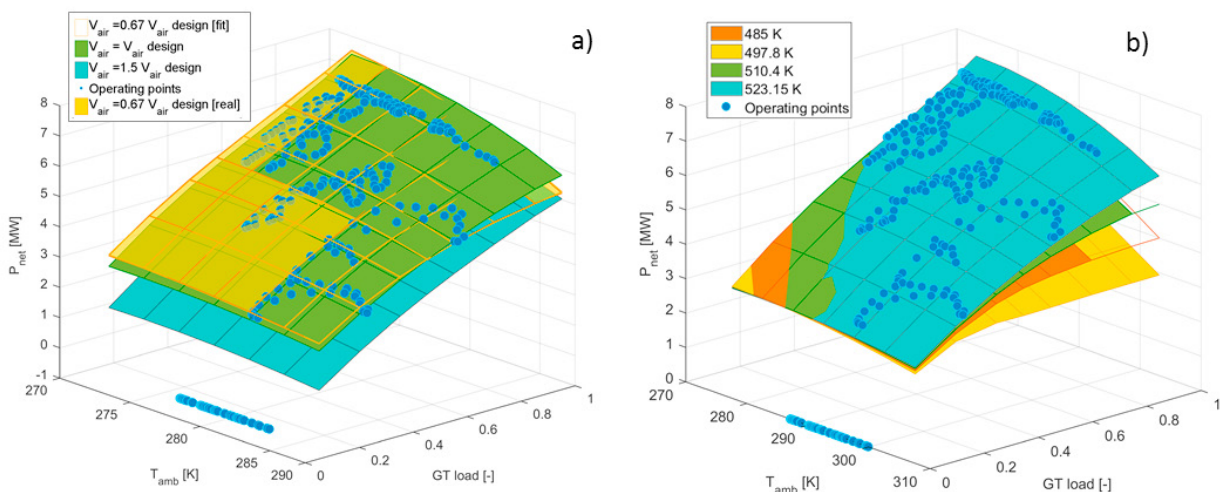 V_air =0.67 V_air design [fit]
V_air = V_air design
V_air =1.5 V_air design
Operating points
V_air =0.67 V_air design [real]
a)
8
7
6
5
4
3
2
1
0
-1
P_net [MW]
270
275
280
285
290
T_amb [K]
0
0.2
0.4
0.6
0.8
1
GT load [-]
485 K
497.8 K
510.4 K
523.15 K
Operating points
b)
8
7
6
5
4
3
2
1
0
P_net [MW]
270
280
290
300
310
T_amb [K]
0
0.2
0.4
0.6
0.8
1
GT load [-]